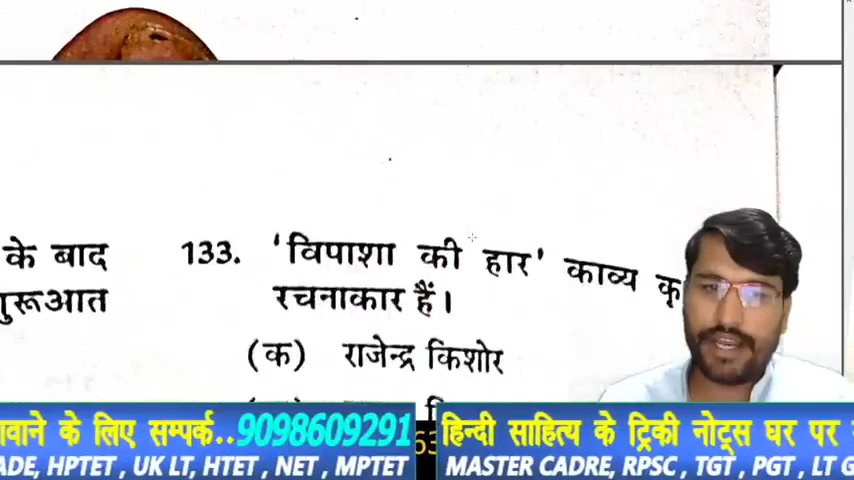 के बाद
शुरूआत
133. 'विपाशा की हार' काव्य कृ
रचनाकार हैं।
(क) राजेन्द्र किशोर
वाने के लिए सम्पर्क..9098609291
हिन्दी साहित्य के ट्रिकी नोट्स घर पर
ADE, HPTET , UK LT, HTET , NET , MPTET
MASTER CADRE, RPSC , TGT , PGT , LT G